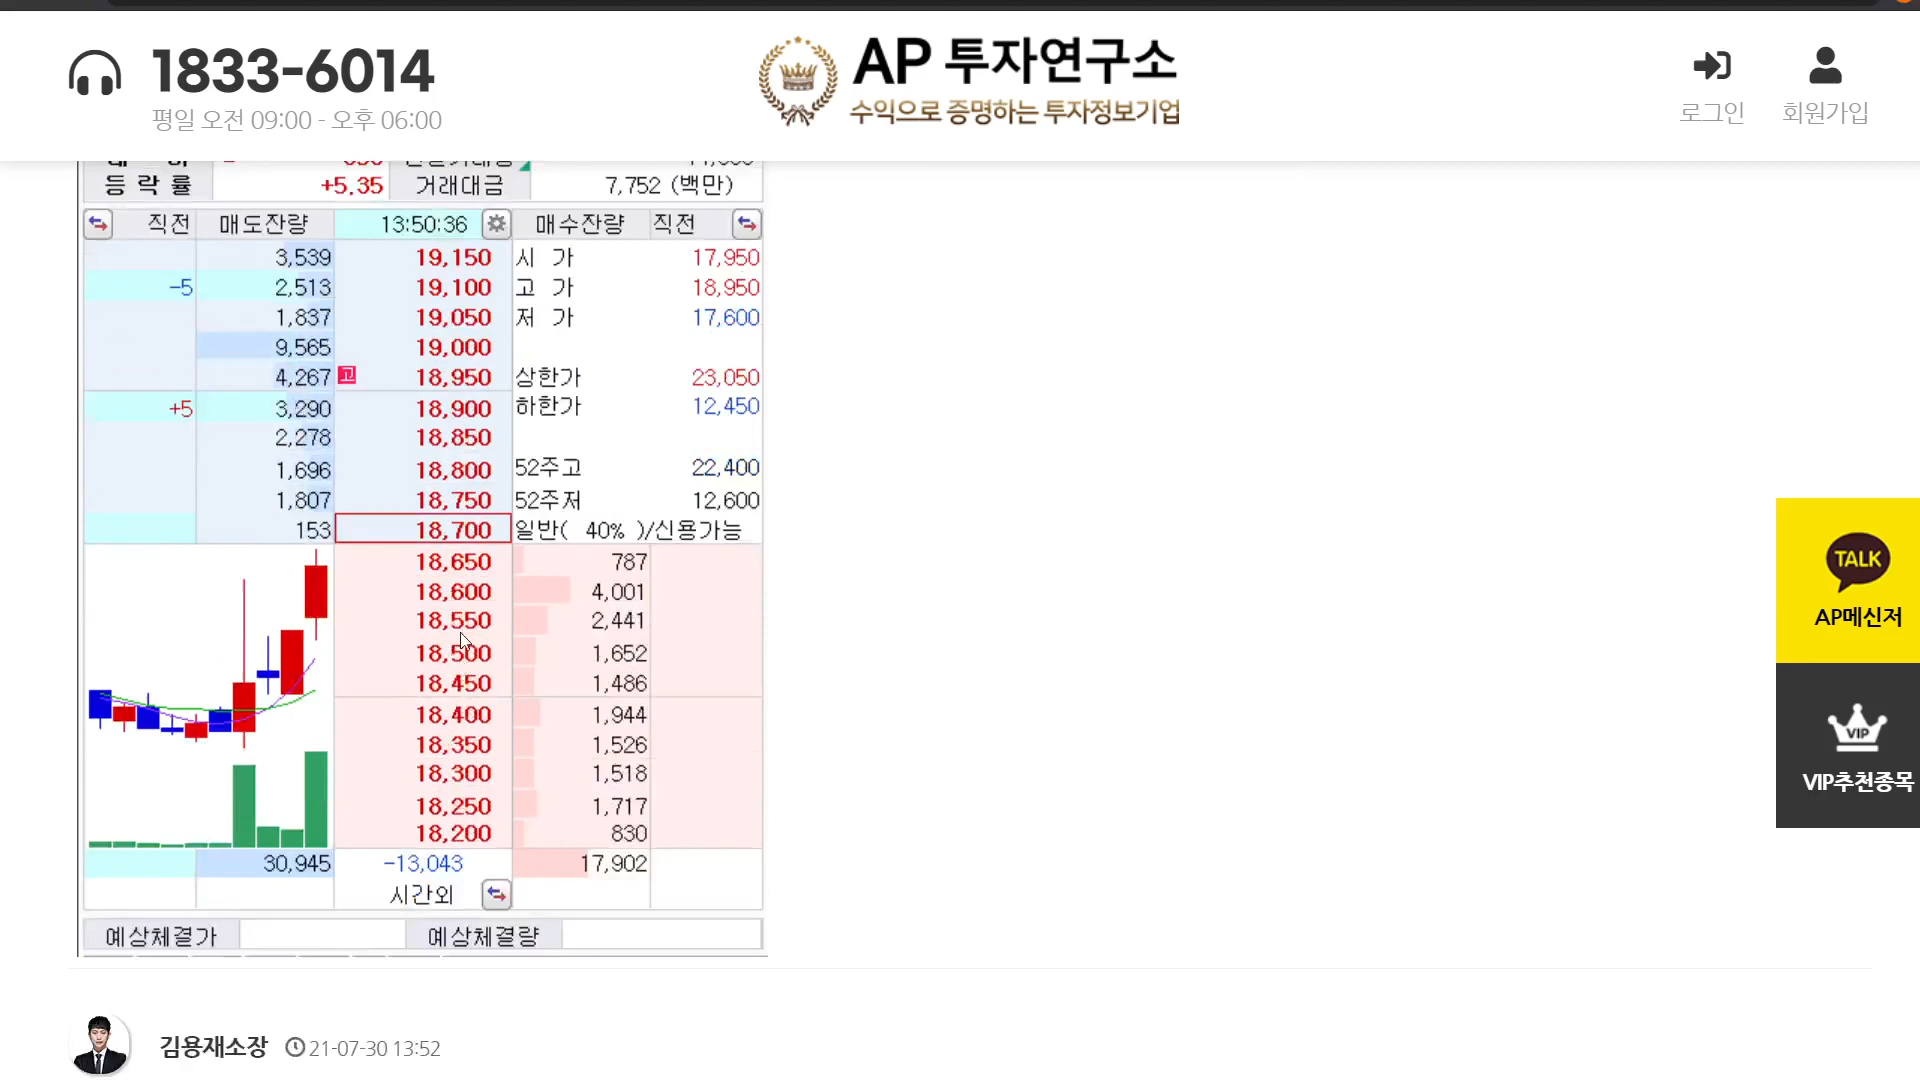 1833-6014
평일 오전 09:00 - 오후 06:00
AP 투자연구소
수익으로 증명하는 투자정보기업
로그인
회원가입
등 락 률 +5.35 거래대금 7,752 (백만)
직전 매도잔량 13:50:36 매수잔량 직전
3,539 19,150 시 가 17,950
-5 2,513 19,100 고 가 18,950
1,837 19,050 저 가 17,600
9,565 19,000
4,267 고 18,950 상한가 23,050
+5 3,290 18,900 하한가 12,450
2,278 18,850
1,696 18,800 52주고 22,400
1,807 18,750 52주저 12,600
153 18,700 일반( 40% )/신용가능
18,650 787
18,600 4,001
18,550 2,441
18,500 1,652
18,450 1,486
18,400 1,944
18,350 1,526
18,300 1,518
18,250 1,717
18,200 830
30,945 -13,043 17,902
시간외
예상체결가 예상체결량
TALK
AP메신저
VIP
VIP추천종목
김용재소장 21-07-30 13:52